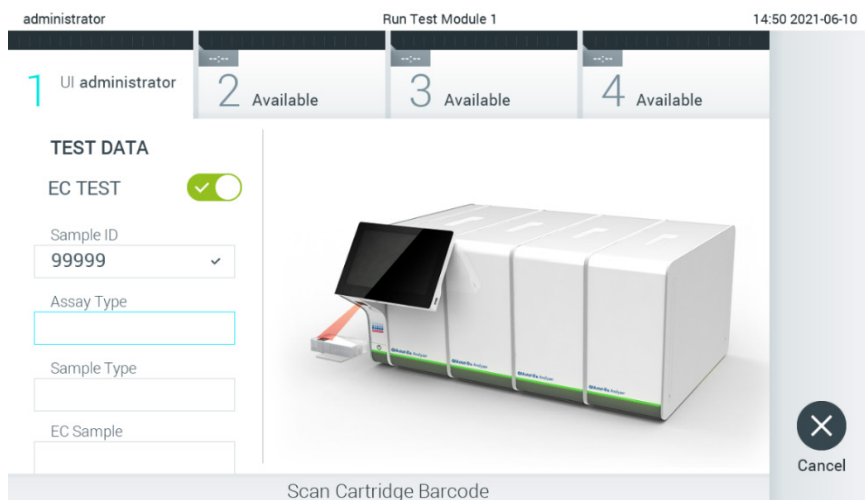 administrator Run Test Module 1 14:50 2021-06-10
--:-- --:-- --:--
1 UI administrator 2 Available 3 Available 4 Available
TEST DATA
EC TEST
Sample ID
99999
Assay Type
Sample Type
EC Sample
Cancel
Scan Cartridge Barcode